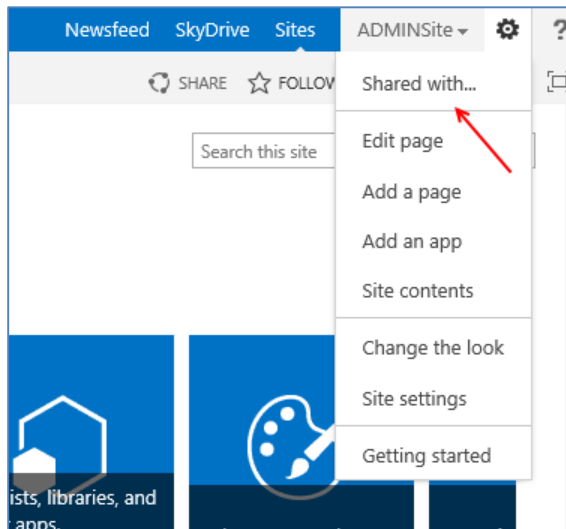 Newsfeed SkyDrive Sites ADMINSite ?
SHARE FOLLOW Shared with...
Search this site
Edit page
Add a page
Add an app
Site contents
Change the look
Site settings
Getting started
ists, libraries, and
apps.